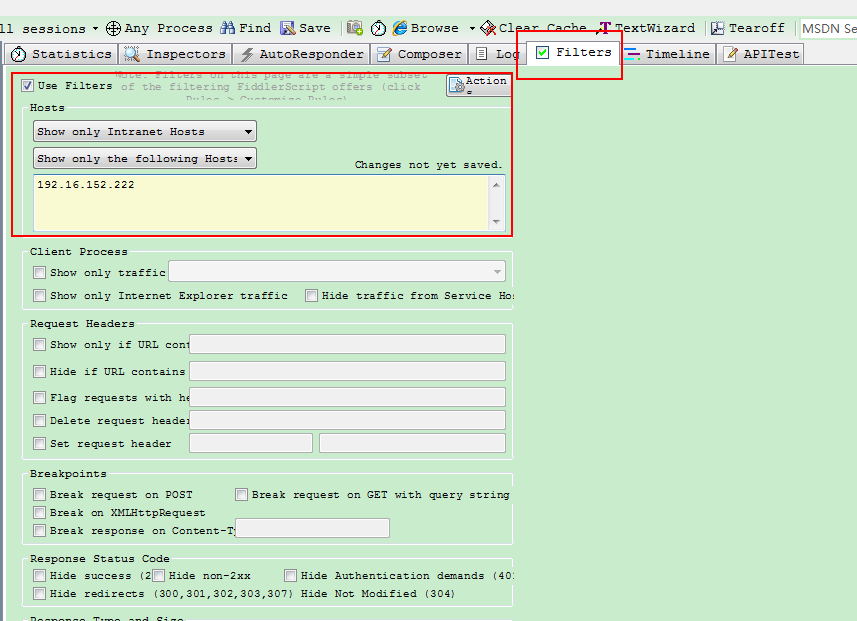 ll sessions Any Process Find Save Browse Clear Cache TextWizard Tearoff MSDN Se
Statistics Inspectors AutoResponder Composer Log Filters Timeline APITest
Use Filters Note: Filters on this page are a simple subset
of the filtering FiddlerScript offers (click
Rules > Customize Rules)
Action
Hosts
Show only Intranet Hosts
Show only the following Hosts
Changes not yet saved.
192.16.152.222
Client Process
Show only traffic
Show only Internet Explorer traffic Hide traffic from Service Hos
Request Headers
Show only if URL cont
Hide if URL contains
Flag requests with he
Delete request header
Set request header
Breakpoints
Break request on POST Break request on GET with query string
Break on XMLHttpRequest
Break response on Content-Ty
Response Status Code
Hide success (2 Hide non-2xx Hide Authentication demands (401
Hide redirects (300,301,302,303,307) Hide Not Modified (304)
Response Type and Size